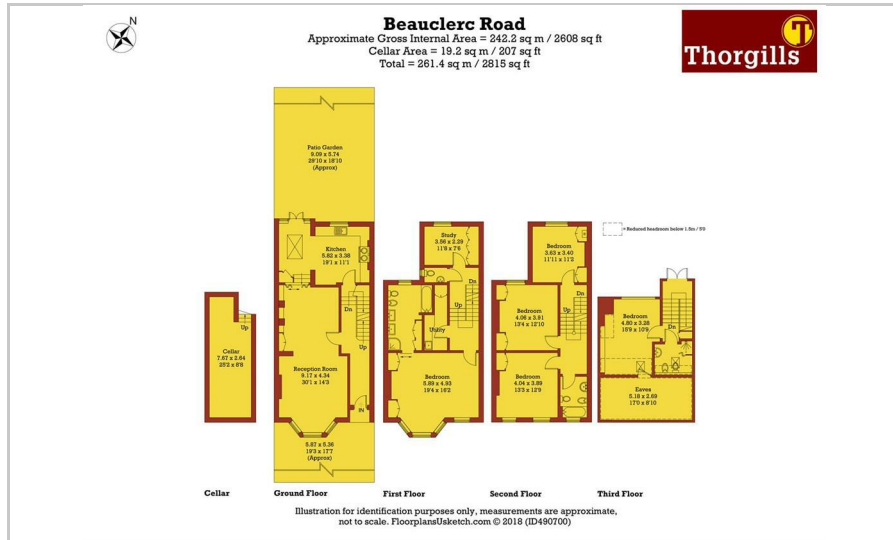 N
Beauclerc Road
Approximate Gross Internal Area = 242.2 sq m / 2608 sq ft
Cellar Area = 19.2 sq m / 207 sq ft
Total = 261.4 sq m / 2815 sq ft
T
Thorgills
Patio Garden
9.09 x 5.74
29'10 x 18'10
(Approx)
Kitchen
5.82 x 3.38
19'1 x 11'1
Dn
Up
Reception Room
9.17 x 4.34
30'1 x 14'3
IN
5.87 x 5.36
19'3 x 17'7
(Approx)
Up
Cellar
7.67 x 2.64
25'2 x 8'8
Study
3.56 x 2.29
11'8 x 7'6
Dn
Up
Utility
Bedroom
5.89 x 4.93
19'4 x 16'2
Bedroom
3.63 x 3.40
11'11 x 11'2
Dn
Up
Bedroom
4.06 x 3.91
13'4 x 12'10
Bedroom
4.04 x 3.89
13'3 x 12'9
= Reduced headroom below 1.5m / 5'0
Bedroom
4.80 x 3.28
15'9 x 10'9
Dn
Eaves
5.18 x 2.69
17'0 x 8'10
Cellar
Ground Floor
First Floor
Second Floor
Third Floor
Illustration for identification purposes only, measurements are approximate,
not to scale. FloorplansUsketch.com © 2018 (ID490700)